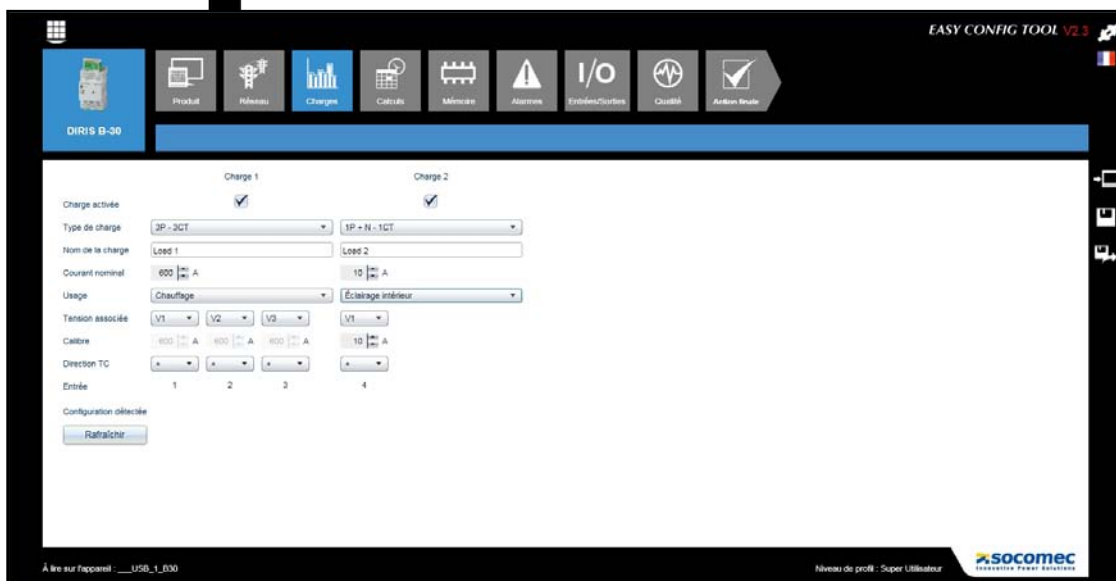 EASY CONFIG TOOL V2.3
Produit
Réseau
Charges
Calculs
Mémoire
Alarmes
I/O
Entrées/Sorties
Qualité
Action finale
DIRIS B-30
Charge 1 Charge 2
Charge activée
Type de charge 3P - 3CT 1P + N - 1CT
Nom de la charge Load 1 Load 2
Courant nominal 600 A 10 A
Usage Chauffage Éclairage intérieur
Tension associée V1 V2 V3 V1
Calibre 600 A 600 A 600 A 10 A
Direction TC + + + +
Entrée 1 2 3 4
Configuration détectée
Rafraîchir
À lire sur l'appareil : ___USB_1_B30
Niveau de profil : Super Utilisateur
socomec
Innovative Power Solutions